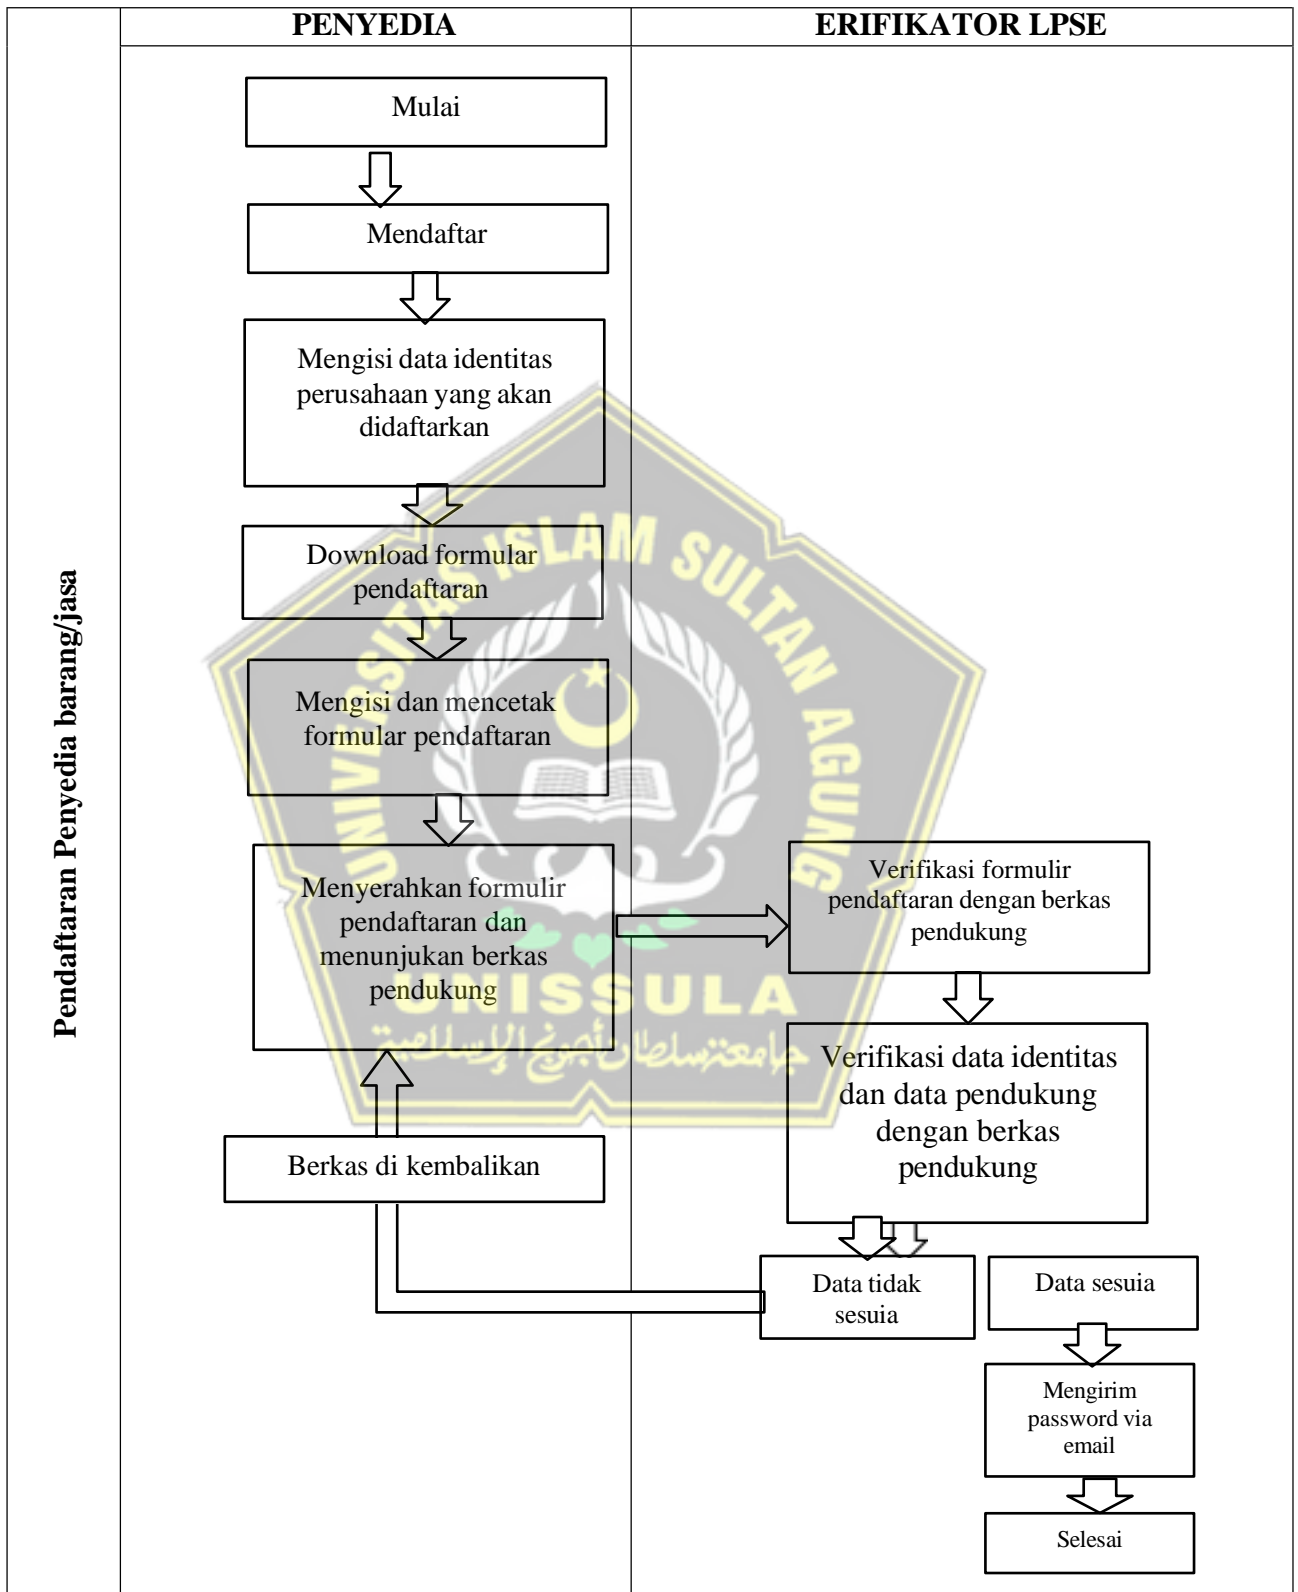 PENYEDIA
ERIFIKATOR LPSE
Pendaftaran Penyedia barang/jasa
Mulai
Mendaftar
Mengisi data identitas
perusahaan yang akan
didaftarkan
Download formular
pendaftaran
Mengisi dan mencetak
formular pendaftaran
Menyerahkan formulir
pendaftaran dan
menunjukan berkas
pendukung
Verifikasi formulir
pendaftaran dengan berkas
pendukung
Verifikasi data identitas
dan data pendukung
dengan berkas
pendukung
Berkas di kembalikan
Data tidak
sesuia
Data sesuia
Mengirim
password via
email
Selesai
UNIVERSITAS ISLAM SULTAN AGUNG
UNISSULA
جامعتنسلطان أجونج الإسلامية